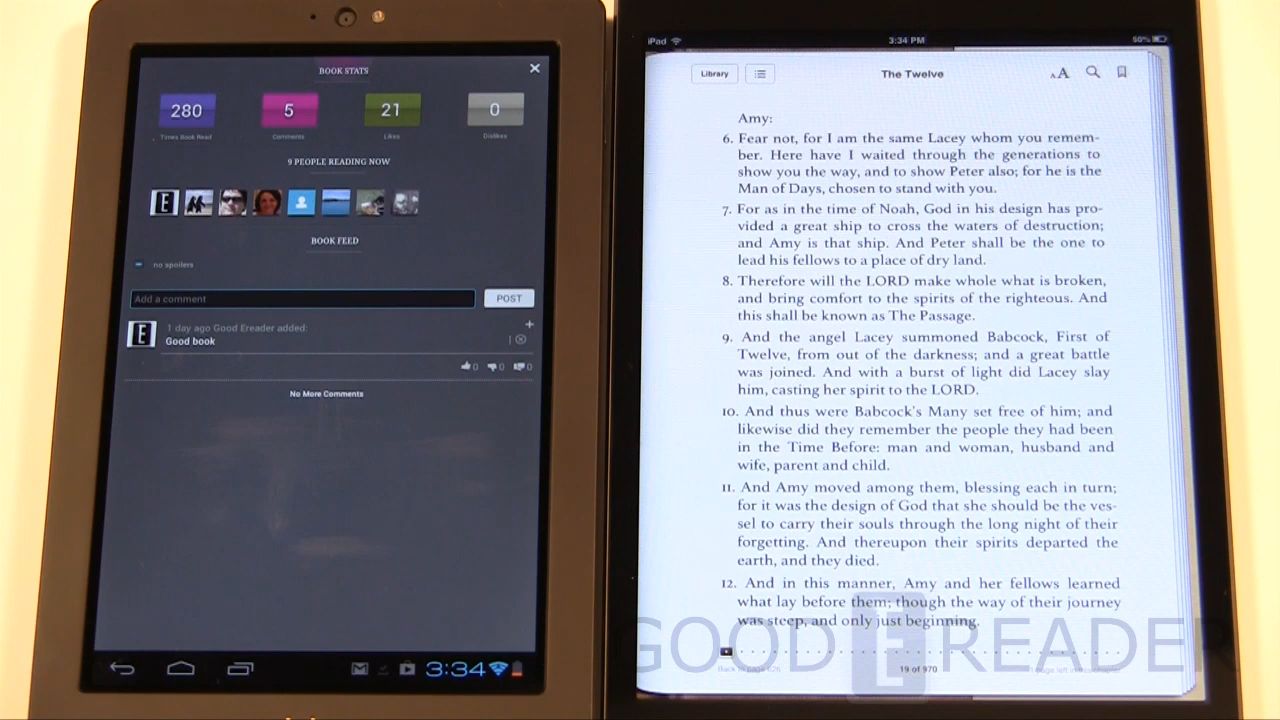 BOOK STATS
280
5
21
0
Times Book Read
Comments
Likes
Dislikes
9 PEOPLE READING NOW
E
BOOK FEED
no spoilers
Add a comment
POST
E
1 day ago Good Ereader added:
Good book
0
0
0
No More Comments
3:34
iPad
3:34 PM
50%
Library
The Twelve
AA
Amy:
6. Fear not, for I am the same Lacey whom you remem-
ber. Here have I waited through the generations to
show you the way, and to show Peter also; for he is the
Man of Days, chosen to stand with you.
7. For as in the time of Noah, God in his design has pro-
vided a great ship to cross the waters of destruction;
and Amy is that ship. And Peter shall be the one to
lead his fellows to a place of dry land.
8. Therefore will the LORD make whole what is broken,
and bring comfort to the spirits of the righteous. And
this shall be known as The Passage.
9. And the angel Lacey summoned Babcock, First of
Twelve, from out of the darkness; and a great battle
was joined. And with a burst of light did Lacey slay
him, casting her spirit to the LORD.
10. And thus were Babcock's Many set free of him; and
likewise did they remember the people they had been
in the Time Before: man and woman, husband and
wife, parent and child.
11. And Amy moved among them, blessing each in turn;
for it was the design of God that she should be the ves-
sel to carry their souls through the long night of their
forgetting. And thereupon their spirits departed the
earth, and they died.
12. And in this manner, Amy and her fellows learned
what lay before them; though the way of their journey
was steep, and only just beginning.
GOOD E READER
Back to page
19 of 970